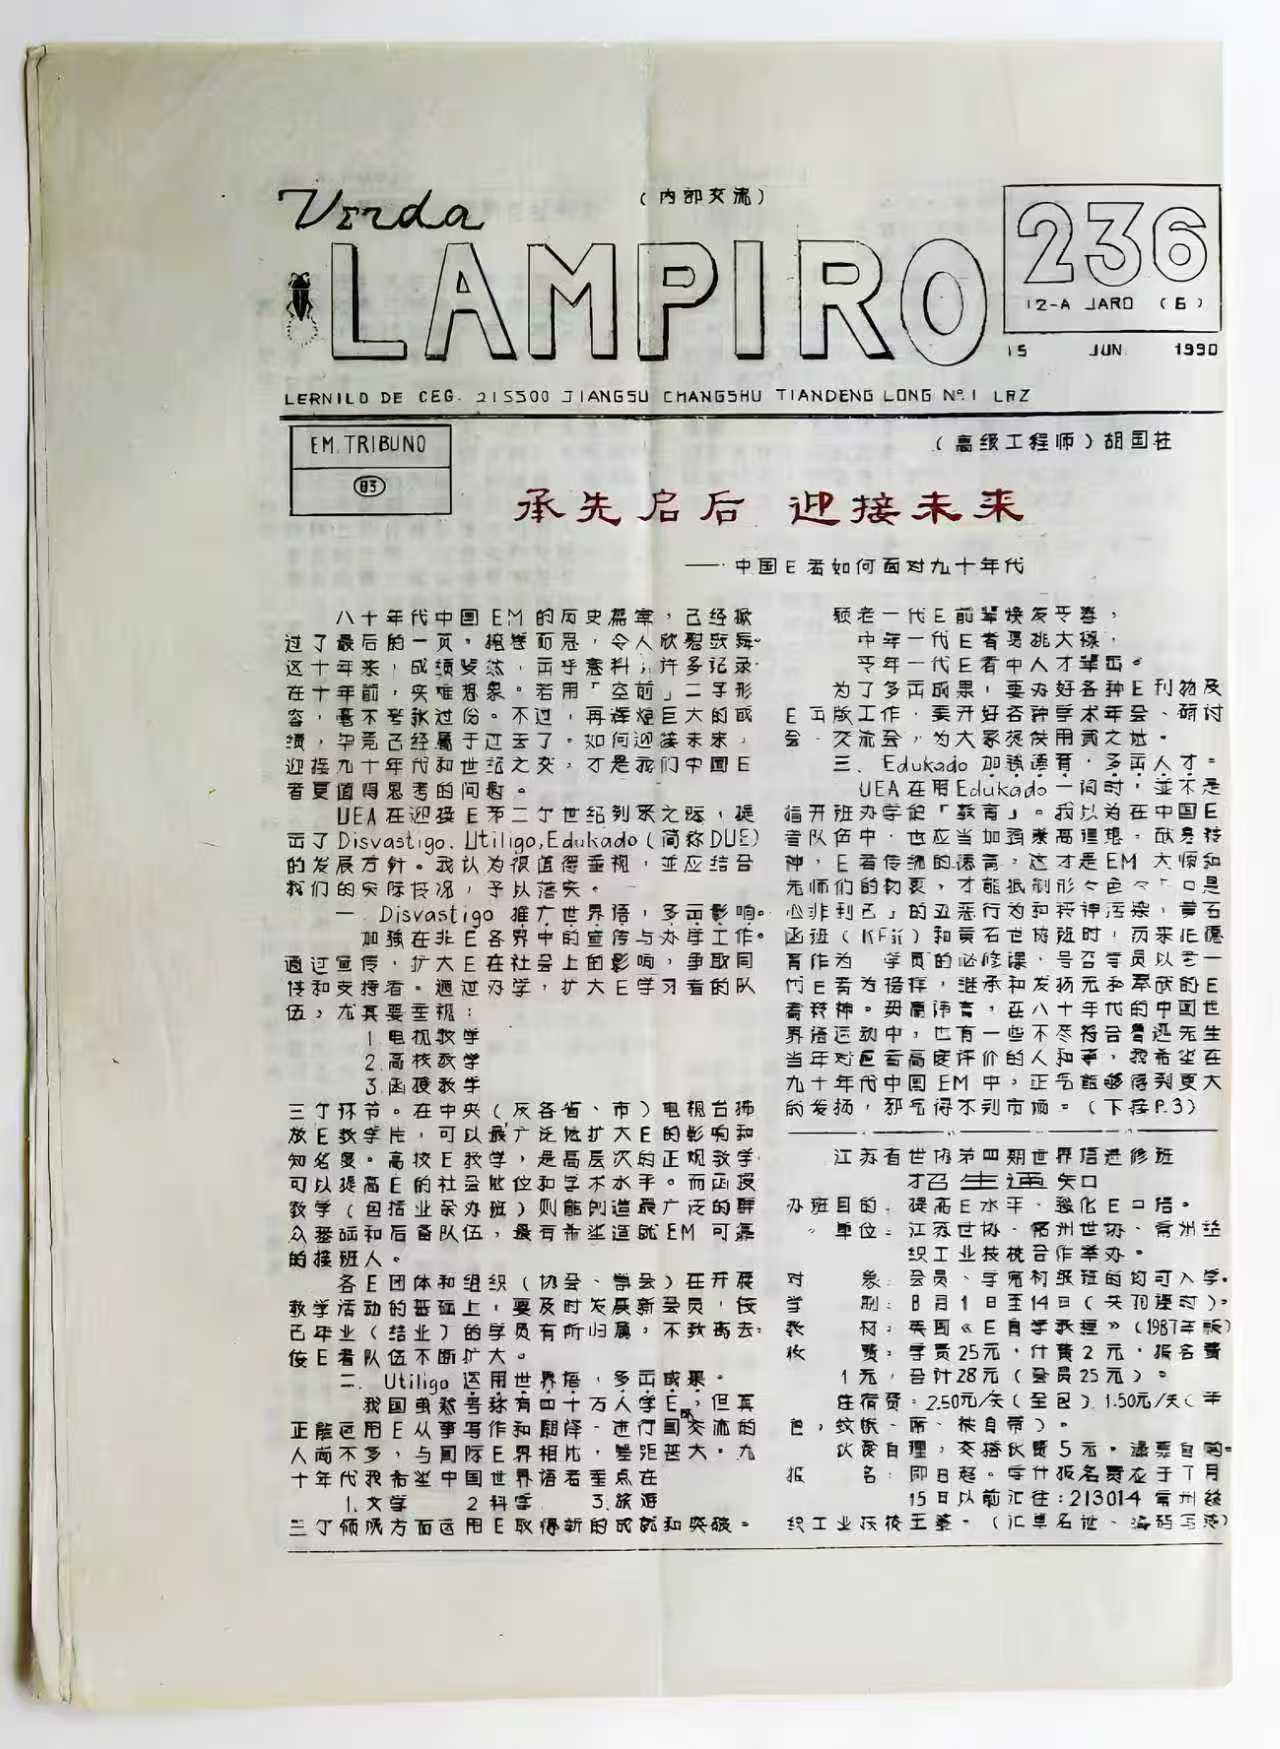 Verda
（内部交流）
LAMPIRO
236
12-A JARO (6)
15 JUN. 1990
LERNILO DE CEG. 215500 JIANGSU CHANGSHU TIANDENG LONG Nº.1 LRZ
EM. TRIBUNO
83
（高级工程师）胡国柱
承先启后 迎接未来
——中国E者如何面对九十年代
八十年代中国EM的历史篇章，已经掀
过了最后的一页，掩卷而思，令人欣慰鼓舞。
这十年来，成绩斐然，出乎意料；许多记录
在十年前，实难想象。若用「空前」二字形
容，毫不夸张过份。不过，再辉煌巨大的成
绩，毕竟已经属于过去了。如何迎接未来，
迎接九十年代和世纪之交，才是我们中国E
者更值得思考的问题。
UEA在迎接E第二个世纪到来之际，提
出了Disvastigo.Utiligo,Edukado(简称DUE)
的发展方针。我认为很值得重视，並应结合
我们的实际情况，予以落实。
一．Disvastigo 推广世界语，多出影响。
加强在非E各界中的宣传与办学工作。
通过宣传，扩大E在社会上的影响，争取同
情和支持者。通过办学，扩大E学习者的队
伍，尤其要重视：
1.电视教学
2.高校教学
3.函授教学
三个环节。在中央（及各省、市）电视台播
放E教学片，可以最广泛地扩大E的影响和
知名度。高校E教学，是高层次的正规教学
可以提高E的社会地位和学术水平。而函授
教学（包括业余办班）则能创造最广泛的群
众基础和后备队伍，最有希望造就EM可靠
的接班人。
各E团体和组织（协会、学会）在开展
教学活动的基础上，要及时发展新会员，使
已毕业（结业）的学员有所归属，不致离去，
使E者队伍不断扩大。
二．Utiligo 运用世界语，多出成果。
我国虽然号称有四十万人学E，但真
正能运用E从事写作和翻译、进行国际交流的
人尚不多，与国际E界相比，差距甚大。九
十年代我希望中国世界语者重点在
1.文学 2科学 3.旅游
三个领域方面运用E取得新的成就和突破。
领老一代E前辈焕发青春，
中年一代E者勇挑大樑，
青年一代E者中人才辈出。
为了多出成果，要办好各种E刊物及
E出版工作，要开好各种学术年会、研讨
会、交流会，为大家提供用武之地。
三．Edukado 加强德育，多出人才。
UEA在用Edukado一词时，並不是
指开班办学的「教育」。我以为在中国E
者队伍中，也应当加强崇高理想、献身精
神，E者传统的德育，这才是EM大师和
先师们的初衷，才能抵制形々色々「口是
心非利己」的丑恶行为和精神污染，黄石
函班（KFK）和黄石世协班时，历来作德
育作为 学员的必修课，号召学员以老一
代E者为榜样，继承和发扬无私奉献的E
者精神。毋庸讳言，在八十年代的中国世
界语运动中，也有一些不尽符合鲁迅先生
当年对E者高度评价的人和事，我希望在
九十年代中国EM中，正气能够得到更大
的发扬，邪气得不到市场。（下接P.3）
江苏省世协第四期世界语进修班
招生通知
办班目的：提高E水平、强化E口语。
〃 单位：江苏世协、常州世协、常州纺
织工业技校合作举办。
对 象：会员、学完初级班的均可入学。
学 制：8月1日至14日（共70课时）。
教 材：英国《E自学教程》（1987年版）
收 费：学费25元，什费2元，报名费
1元，合计28元（会员25元）。
住宿费：2.50元/天（全包）1.50元/天（半
包，蚊帐、席、枕自带）。
伙食自理，交搭伙费5元。返票自购。
报 名：即日起。学什报名费应于7月
15日以前汇往：213014 常州纺
织工业技校王